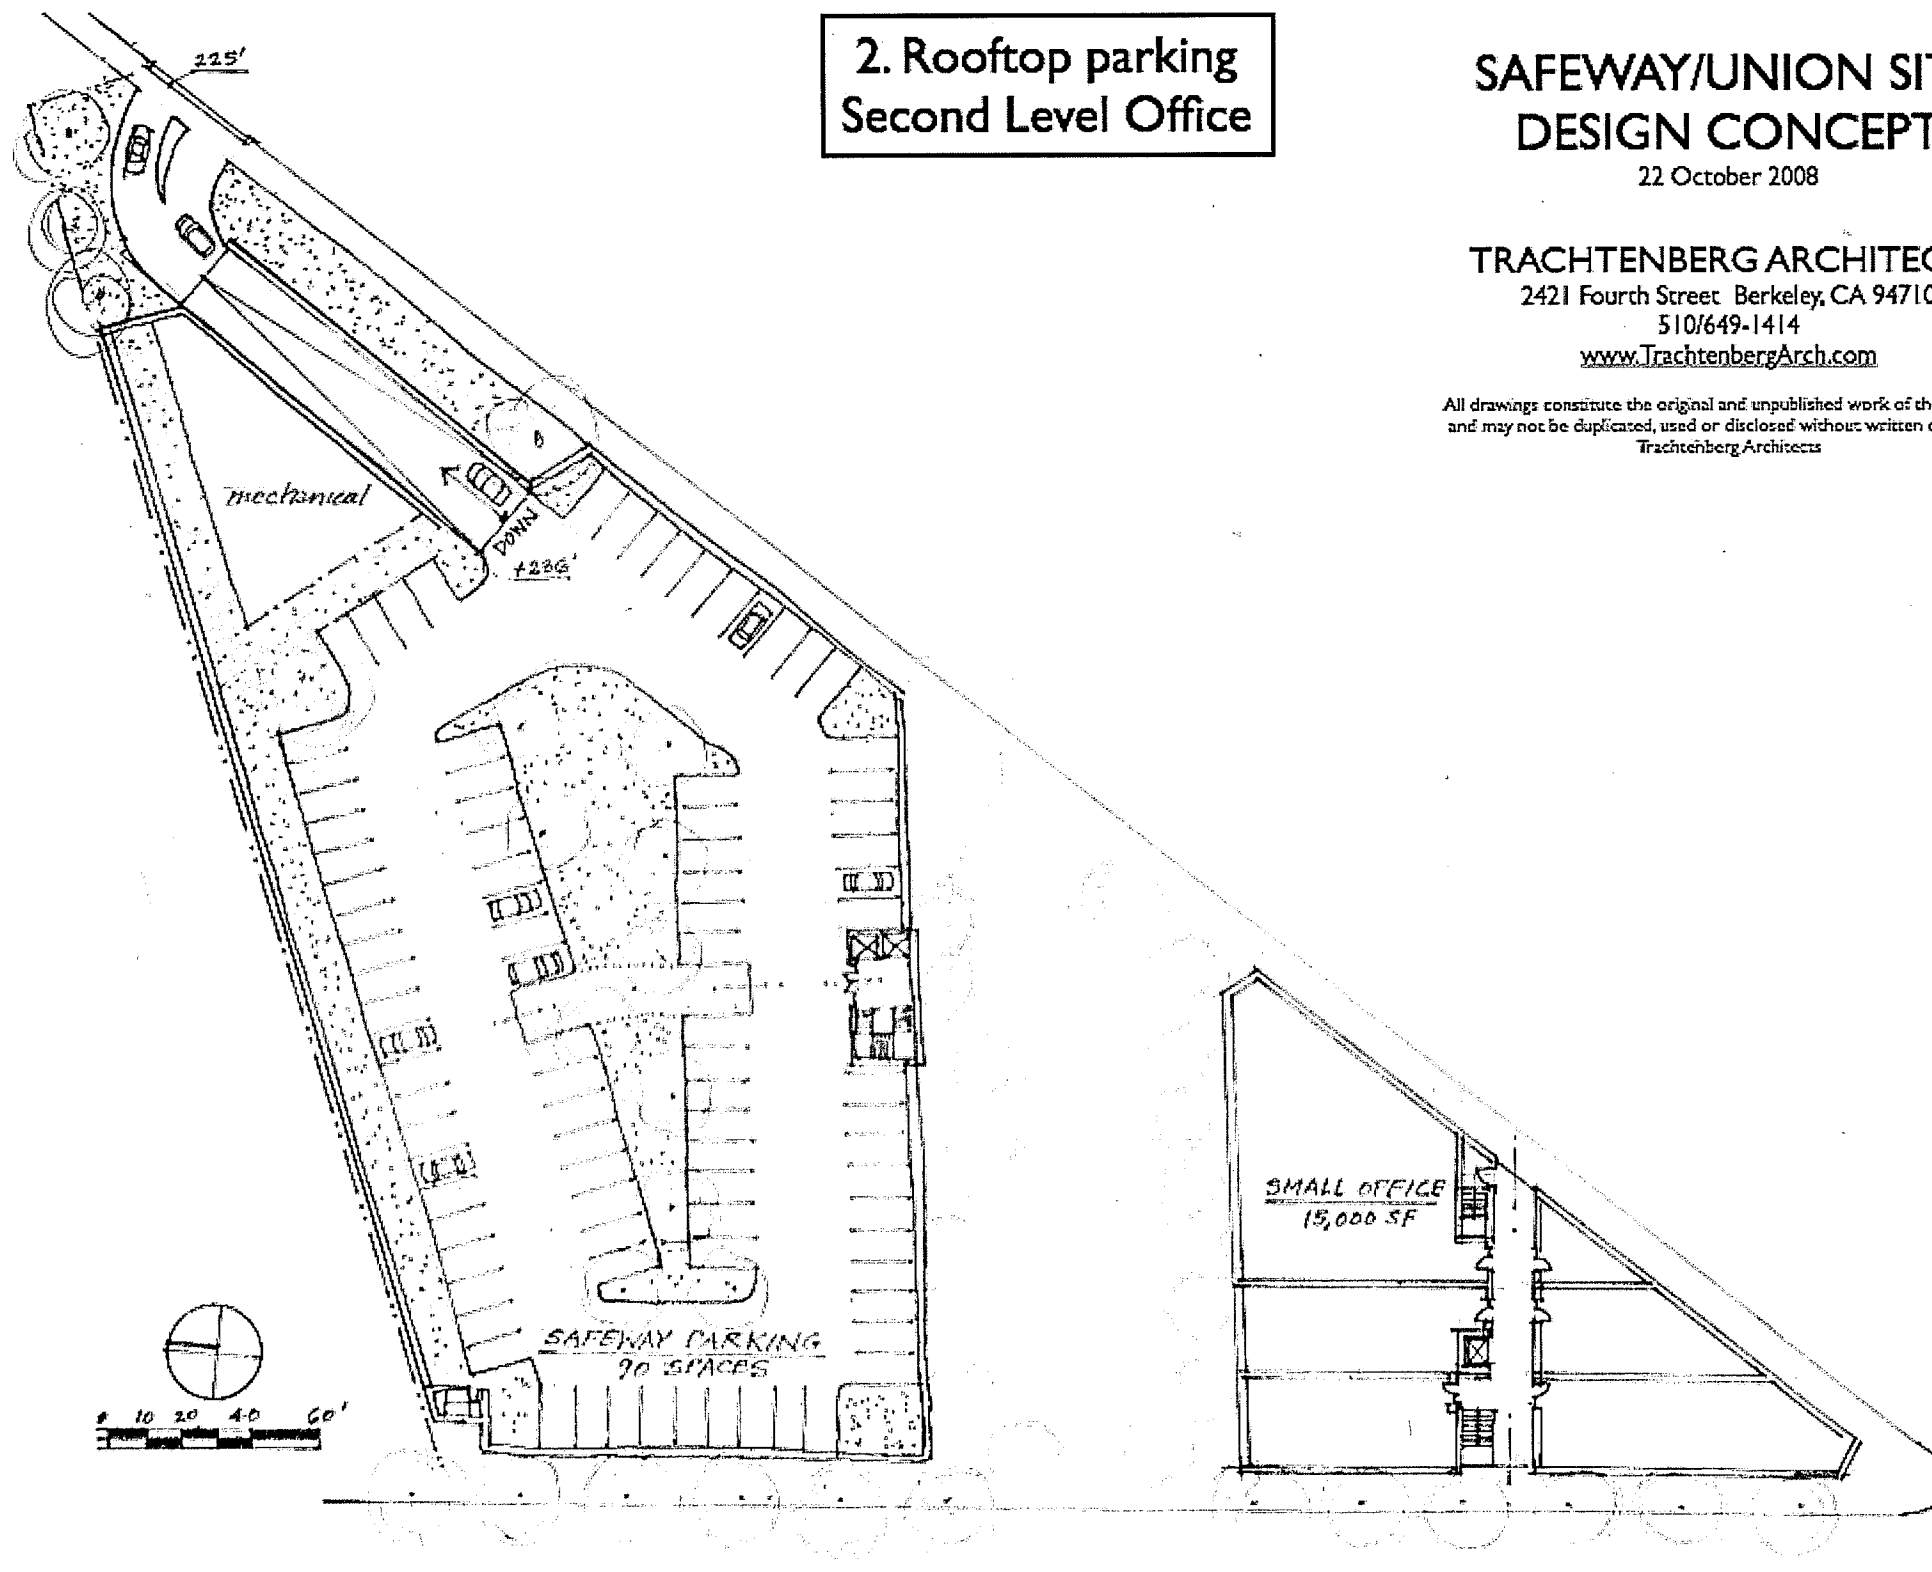 2. Rooftop parking
Second Level Office
SAFEWAY/UNION SIT
DESIGN CONCEPT
22 October 2008
TRACHTENBERG ARCHITEC
2421 Fourth Street Berkeley, CA 94710
510/649-1414
www.TrachtenbergArch.com
All drawings constitute the original and unpublished work of th
and may not be duplicated, used or disclosed without written c
Trachtenberg Architects
225'
mechanical
DOWN
+236'
SMALL OFFICE
15,000 SF
SAFEWAY PARKING
90 SPACES
10 20 40 60'